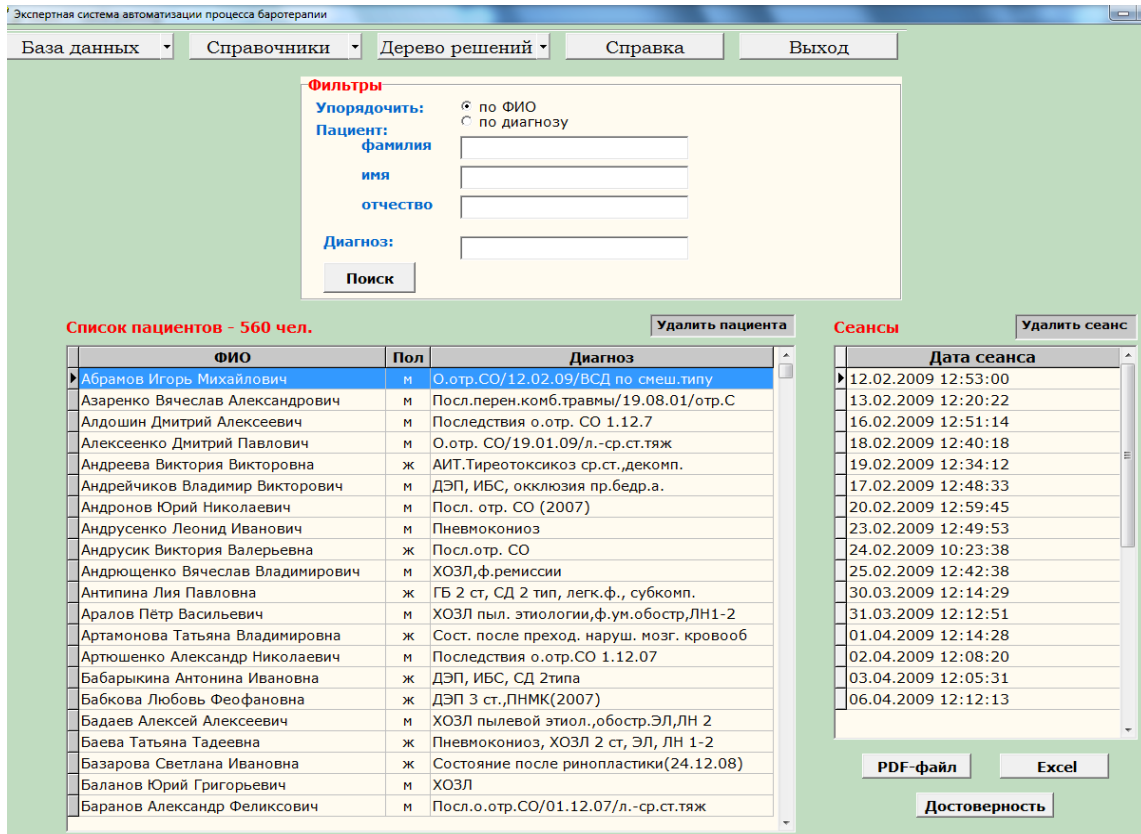 Экспертная система автоматизации процесса баротерапии
База данных Справочники Дерево решений Справка Выход
Фильтры
Упорядочить: по ФИО
по диагнозу
Пациент:
фамилия
имя
отчество
Диагноз:
Поиск
Список пациентов - 560 чел. Удалить пациента
ФИО Пол Диагноз
Абрамов Игорь Михайлович м О.отр.СО/12.02.09/ВСД по смеш.типу
Азаренко Вячеслав Александрович м Посл.перен.комб.травмы/19.08.01/отр.С
Алдошин Дмитрий Алексеевич м Последствия о.отр. СО 1.12.7
Алексеенко Дмитрий Павлович м О.отр. СО/19.01.09/л.-ср.ст.тяж
Андреева Виктория Викторовна ж АИТ.Тиреотоксикоз ср.ст.,декомп.
Андрейчиков Владимир Викторович м ДЭП, ИБС, окклюзия пр.бедр.а.
Андронов Юрий Николаевич м Посл. отр. СО (2007)
Андрусенко Леонид Иванович м Пневмокониоз
Андрусик Виктория Валерьевна ж Посл.отр. СО
Андрющенко Вячеслав Владимирович м ХОЗЛ,ф.ремиссии
Антипина Лия Павловна ж ГБ 2 ст, СД 2 тип, легк.ф., субкомп.
Аралов Пётр Васильевич м ХОЗЛ пыл. этиологии,ф.ум.обостр,ЛН1-2
Артамонова Татьяна Владимировна ж Сост. после преход. наруш. мозг. кровооб
Артюшенко Александр Николаевич м Последствия о.отр.СО 1.12.07
Бабарыкина Антонина Ивановна ж ДЭП, ИБС, СД 2типа
Бабкова Любовь Феофановна ж ДЭП 3 ст.,ПНМК(2007)
Бадаев Алексей Алексеевич м ХОЗЛ пылевой этиол.,обостр.ЭЛ,ЛН 2
Баева Татьяна Тадеевна ж Пневмокониоз, ХОЗЛ 2 ст, ЭЛ, ЛН 1-2
Базарова Светлана Ивановна ж Состояние после ринопластики(24.12.08)
Баланов Юрий Григорьевич м ХОЗЛ
Баранов Александр Феликсович м Посл.о.отр.СО/01.12.07/л.-ср.ст.тяж
Сеансы Удалить сеанс
Дата сеанса
12.02.2009 12:53:00
13.02.2009 12:20:22
16.02.2009 12:51:14
18.02.2009 12:40:18
19.02.2009 12:34:12
17.02.2009 12:48:33
20.02.2009 12:59:45
23.02.2009 12:49:53
24.02.2009 10:23:38
25.02.2009 12:42:38
30.03.2009 12:14:29
31.03.2009 12:12:51
01.04.2009 12:14:28
02.04.2009 12:08:20
03.04.2009 12:05:31
06.04.2009 12:12:13
PDF-файл Excel
Достоверность